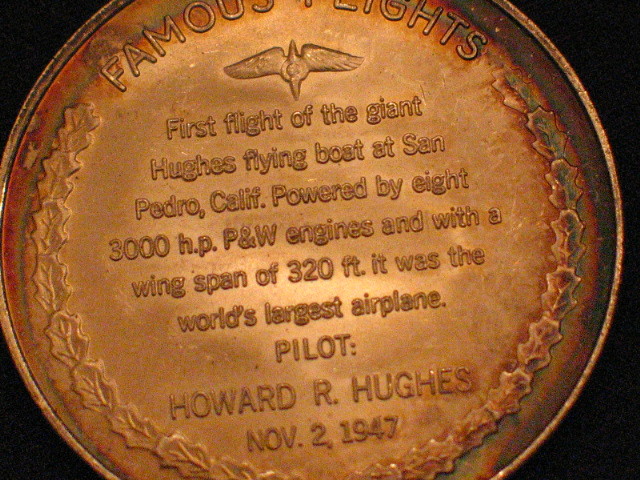 FAMOUS FLIGHTS
First flight of the giant
Hughes flying boat at San
Pedro, Calif. Powered by eight
3000 h.p. P&W engines and with a
wing span of 320 ft. it was the
world's largest airplane.
PILOT:
HOWARD R. HUGHES
NOV. 2, 1947